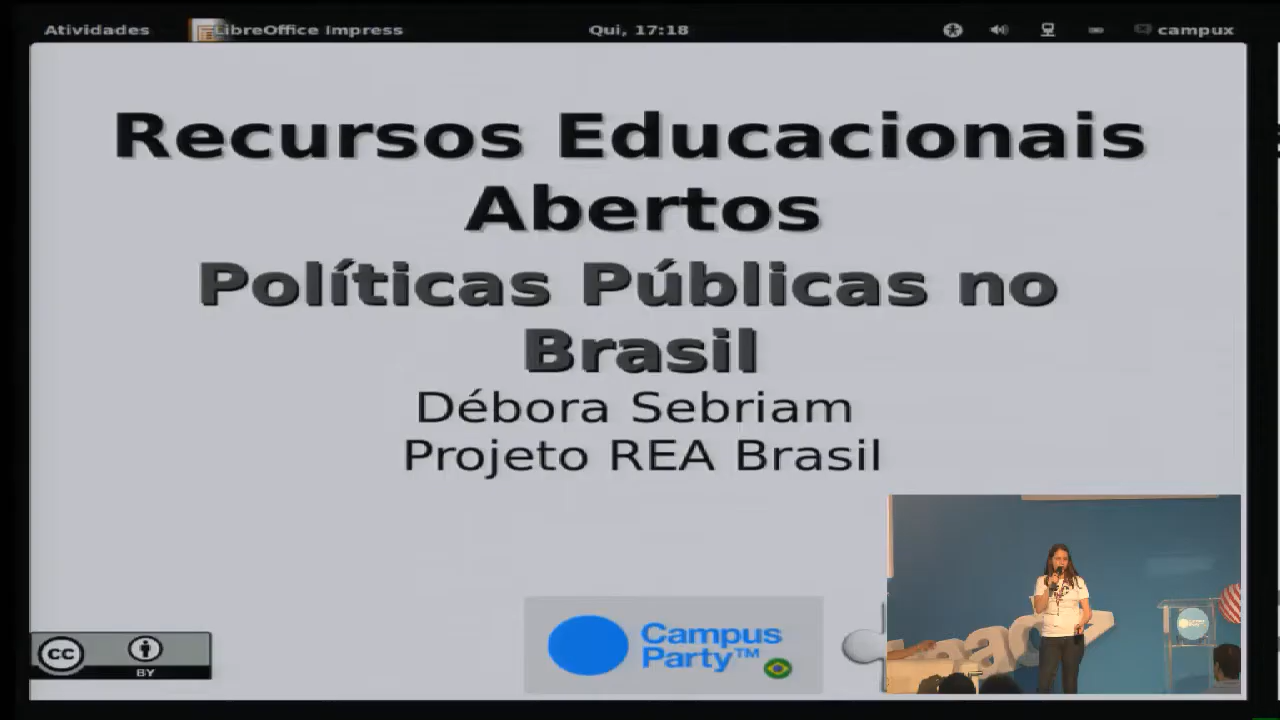 Atividades LibreOffice Impress Qui, 17:18 campux
Recursos Educacionais
Abertos
Políticas Públicas no
Brasil
Débora Sebriam
Projeto REA Brasil
cc
BY
Campus
Party™